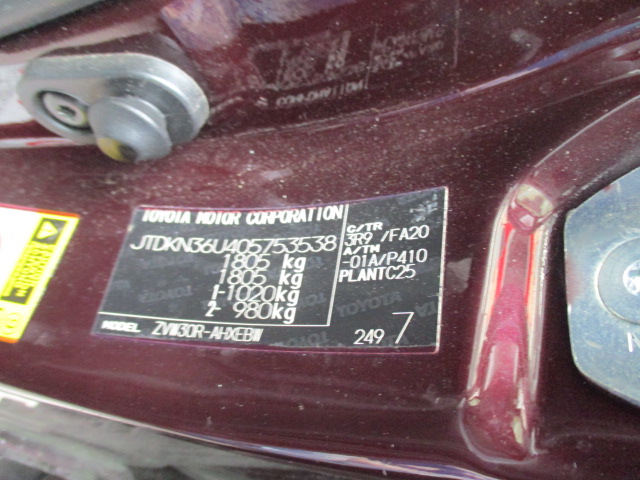 TOYOTA MOTOR CORPORATION
JTDKN36U405753538
1805 kg
1805 kg
1-1020kg
2- 980kg
MODEL ZVW30R-AHXEBW
C/TR
3R9 /FA20
A/TM
-01A/P410
PLANTC25
249 7